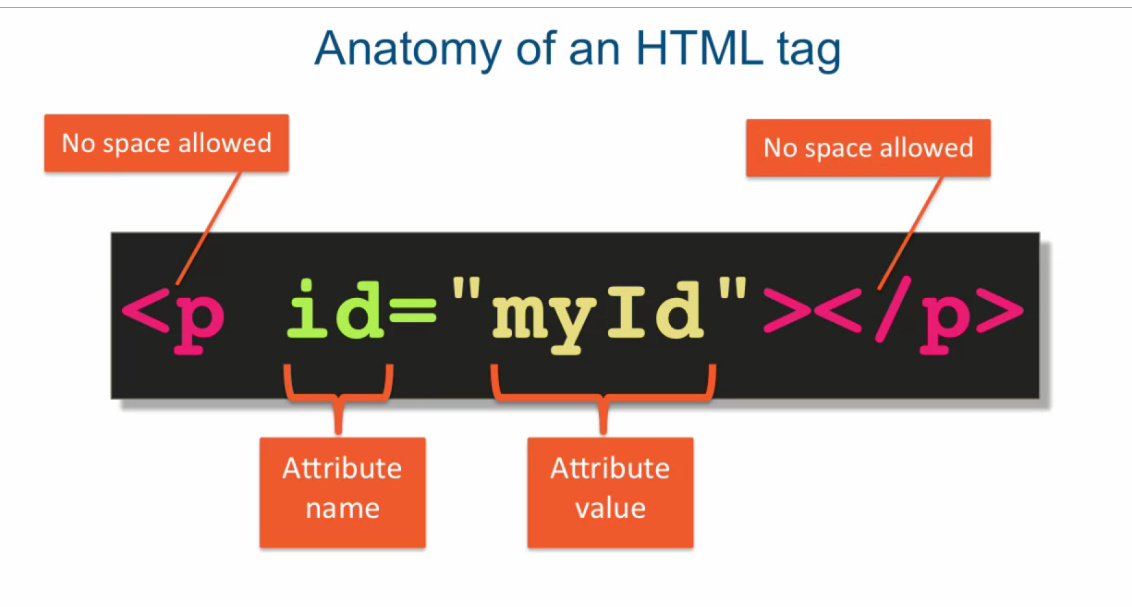 Anatomy of an HTML tag
No space allowed
No space allowed
<p id="myId"></p>
Attribute
name
Attribute
value